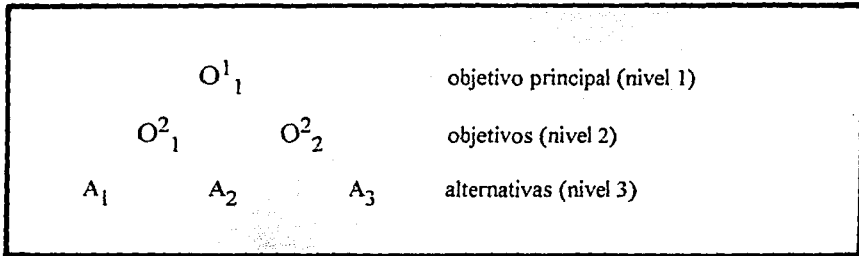 O¹₁ objetivo principal (nivel 1)
O²₁ O²₂ objetivos (nivel 2)
A₁ A₂ A₃ alternativas (nivel 3)